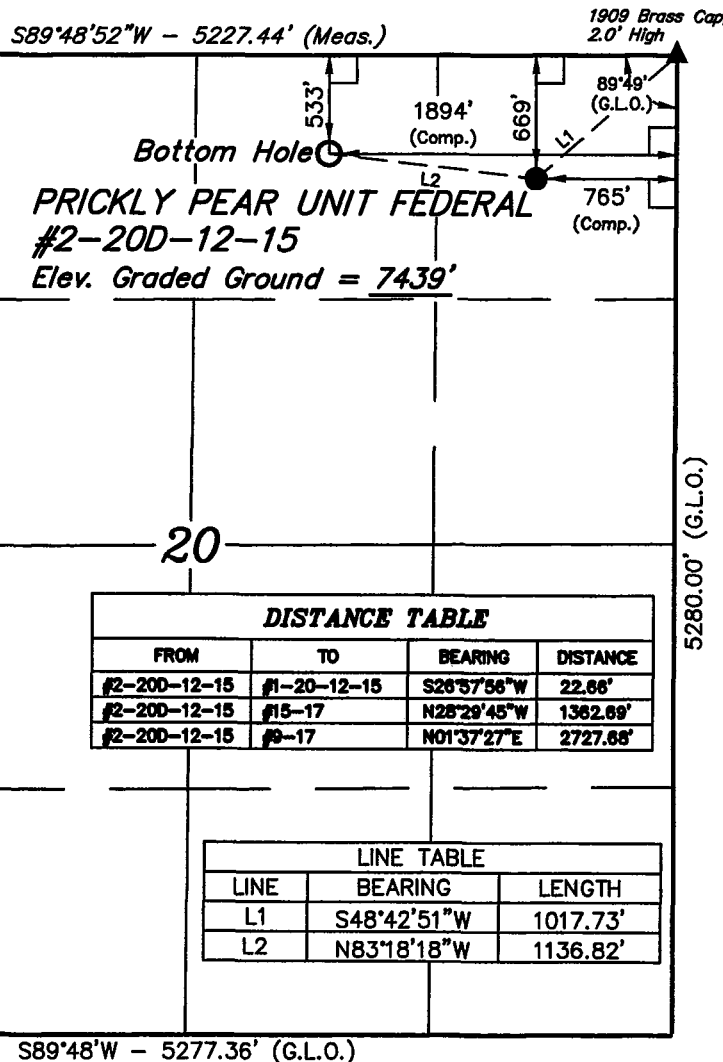 1909 Brass Cap,
2.0' High
S89°48'52"W - 5227.44' (Meas.)
89°49'
(G.L.O.)
533'
1894'
(Comp.)
669'
L1
Bottom Hole
L2
765'
(Comp.)
PRICKLY PEAR UNIT FEDERAL
#2-20D-12-15
Elev. Graded Ground = 7439'
5280.00' (G.L.O.)
20
DISTANCE TABLE
FROM TO BEARING DISTANCE
#2-20D-12-15 #1-20-12-15 S26°57'56"W 22.66'
#2-20D-12-15 #15-17 N28°29'45"W 1362.69'
#2-20D-12-15 #9-17 N01°37'27"E 2727.68'
LINE TABLE
LINE BEARING LENGTH
L1 S48°42'51"W 1017.73'
L2 N83°18'18"W 1136.82'
S89°48'W - 5277.36' (G.L.O.)